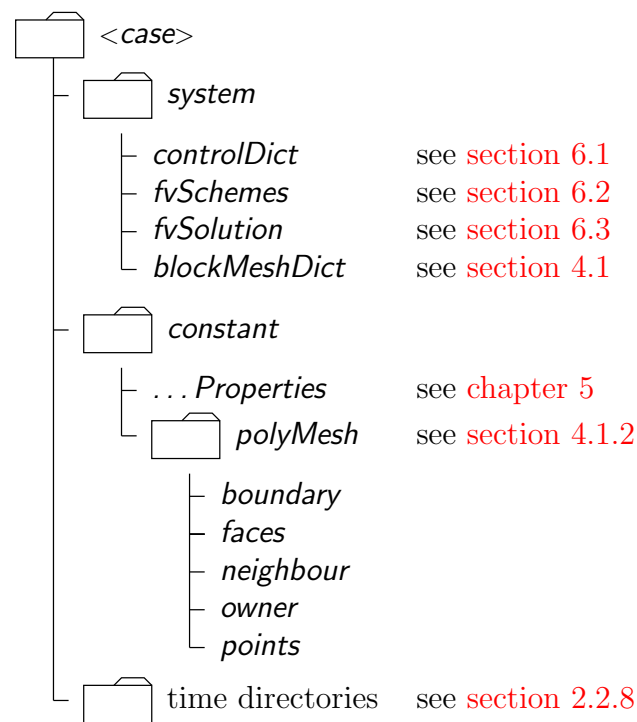 <case>
system
controlDict see section 6.1
fvSchemes see section 6.2
fvSolution see section 6.3
blockMeshDict see section 4.1
constant
...Properties see chapter 5
polyMesh see section 4.1.2
boundary
faces
neighbour
owner
points
time directories see section 2.2.8